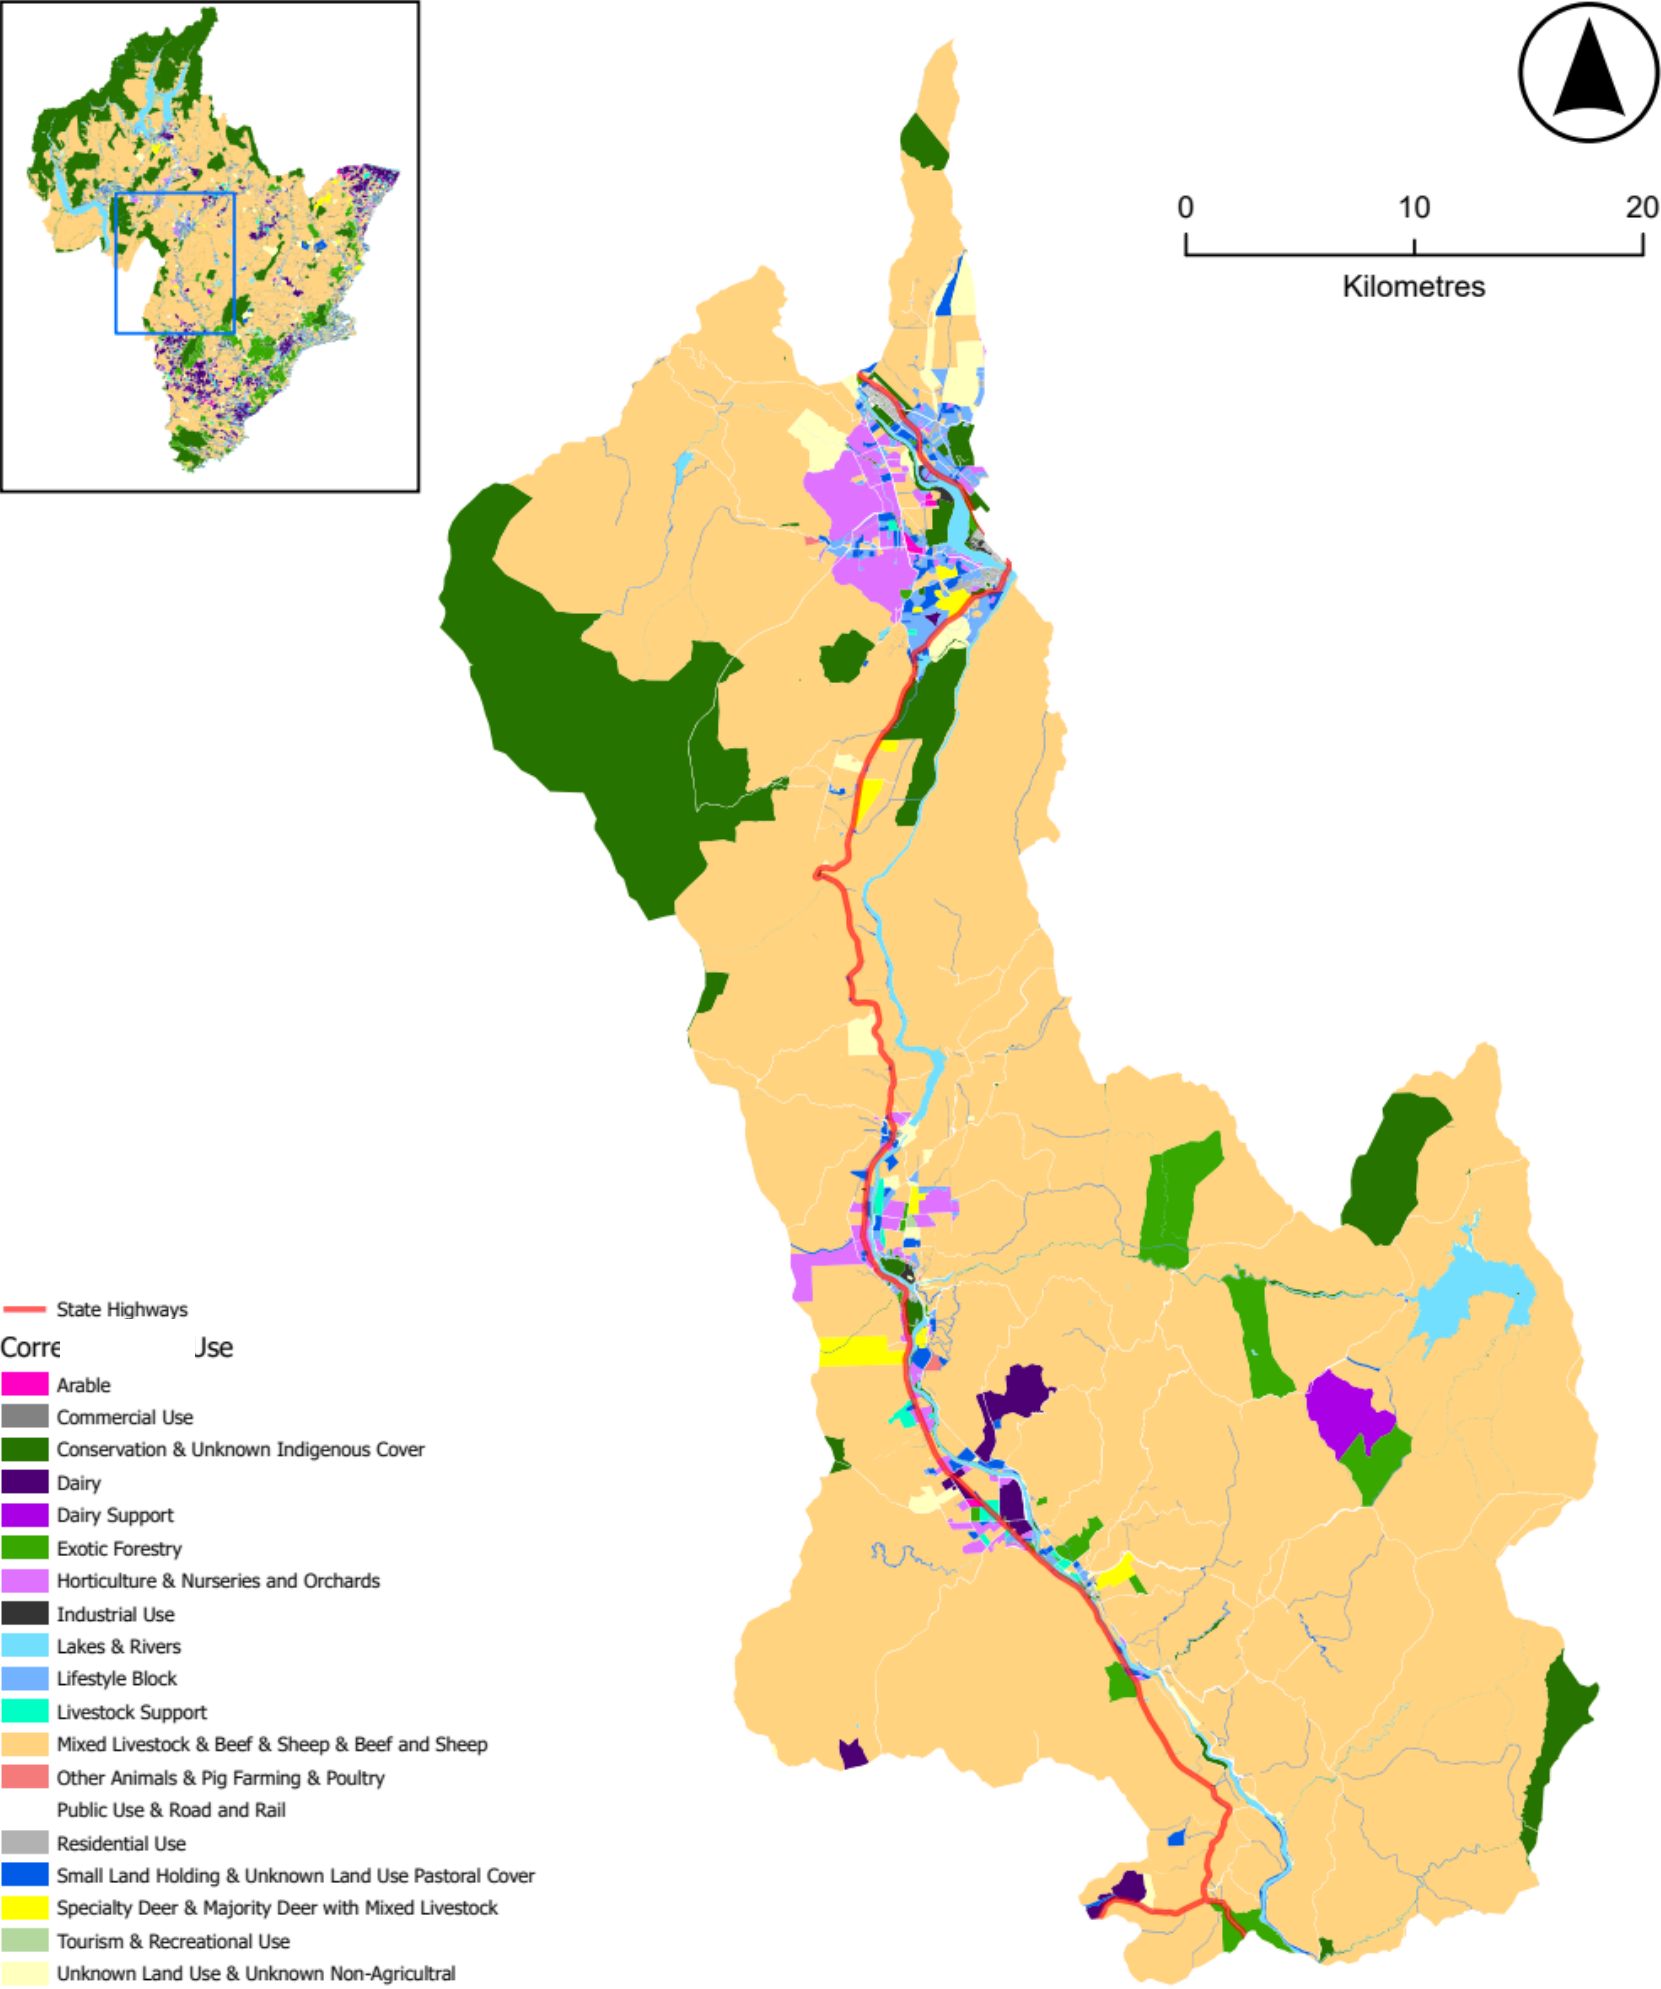 0 10 20
Kilometres
State Highways
Corre Use
Arable
Commercial Use
Conservation & Unknown Indigenous Cover
Dairy
Dairy Support
Exotic Forestry
Horticulture & Nurseries and Orchards
Industrial Use
Lakes & Rivers
Lifestyle Block
Livestock Support
Mixed Livestock & Beef & Sheep & Beef and Sheep
Other Animals & Pig Farming & Poultry
Public Use & Road and Rail
Residential Use
Small Land Holding & Unknown Land Use Pastoral Cover
Specialty Deer & Majority Deer with Mixed Livestock
Tourism & Recreational Use
Unknown Land Use & Unknown Non-Agricultral